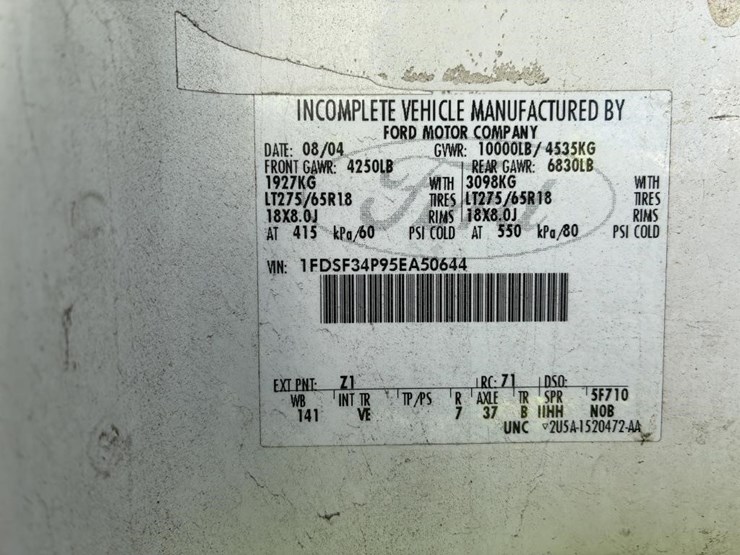 INCOMPLETE VEHICLE MANUFACTURED BY
FORD MOTOR COMPANY
DATE: 08/04 GVWR: 10000LB/4535KG
FRONT GAWR: 4250LB REAR GAWR: 6830LB
1927KG WITH 3098KG WITH
LT275/65R18 TIRES LT275/65R18 TIRES
18X8.0J RIMS 18X8.0J RIMS
AT 415 kPa/60 PSI COLD AT 550 kPa/80 PSI COLD
Ford
VIN: 1FDSF34P95EA50644
EXT PNT: Z1 RC: 71 DSO:
WB INT TR TP/PS R AXLE TR SPR 5F710
141 VE 7 37 B IIHH NOB
UNC ▽2U5A-1520472-AA